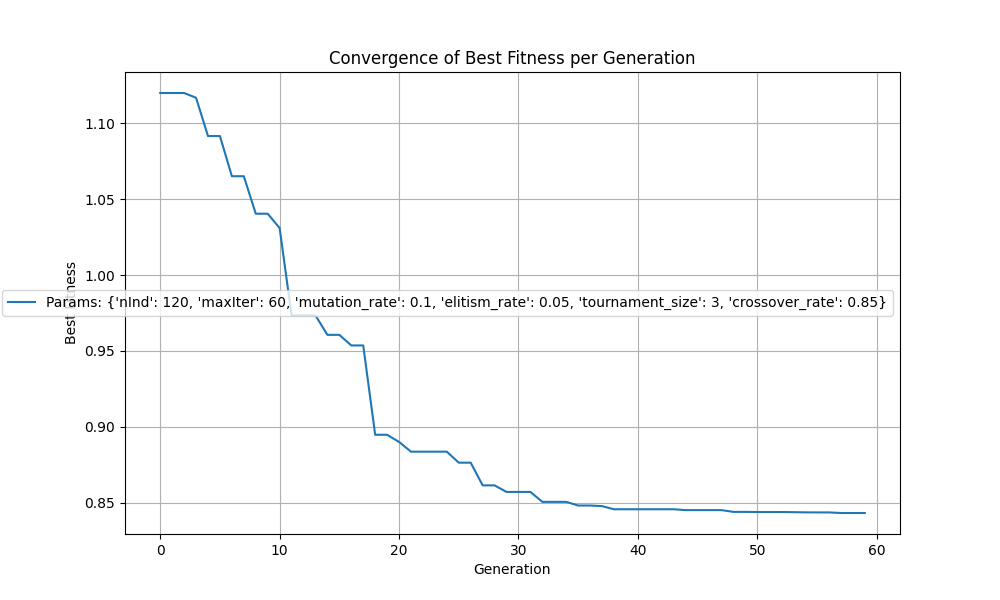 Convergence of Best Fitness per Generation
1.10
1.05
1.00
0.95
0.90
0.85
Best Fitness
Params: {'nInd': 120, 'maxIter': 60, 'mutation_rate': 0.1, 'elitism_rate': 0.05, 'tournament_size': 3, 'crossover_rate': 0.85}
0 10 20 30 40 50 60
Generation